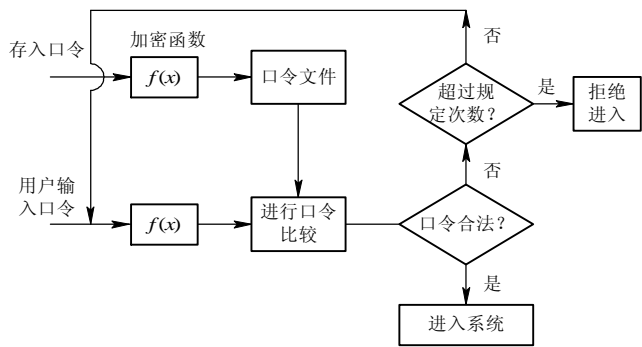 否
加密函数
存入口令
f(x)
口令文件
超过规
定次数?
是
拒绝
进入
否
用户输
入口令
f(x)
进行口令
比较
口令合法?
是
进入系统